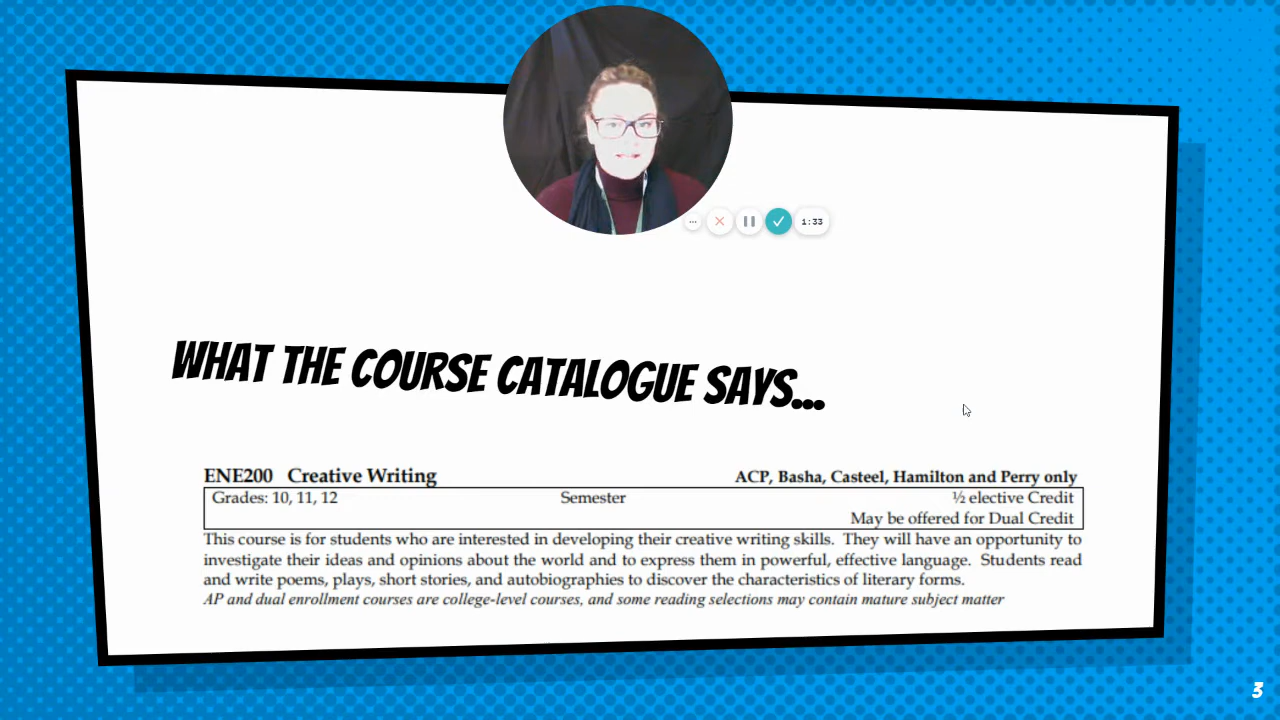 1:33
WHAT THE COURSE CATALOGUE SAYS...
ENE200 Creative Writing ACP, Basha, Casteel, Hamilton and Perry only
Grades: 10, 11, 12 Semester ½ elective Credit
May be offered for Dual Credit
This course is for students who are interested in developing their creative writing skills. They will have an opportunity to
investigate their ideas and opinions about the world and to express them in powerful, effective language. Students read
and write poems, plays, short stories, and autobiographies to discover the characteristics of literary forms.
AP and dual enrollment courses are college-level courses, and some reading selections may contain mature subject matter
3